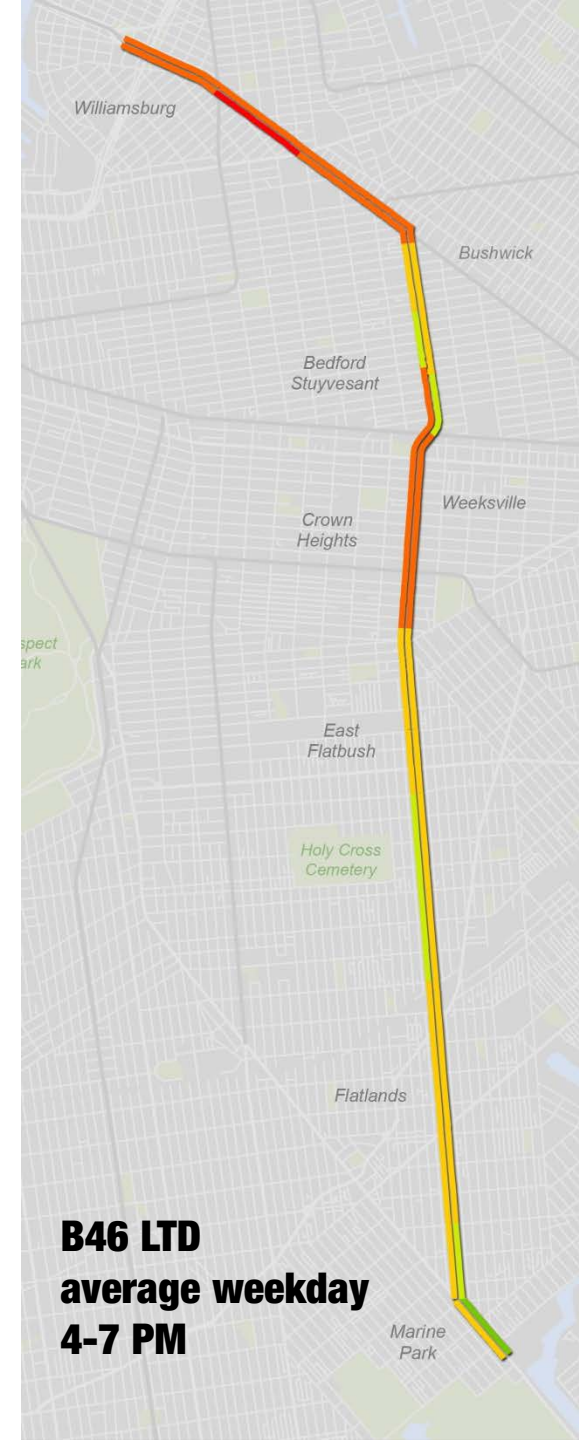 Williamsburg
Bushwick
Bedford
Stuyvesant
Weeksville
Crown
Heights
spect
ark
East
Flatbush
Holy Cross
Cemetery
Flatlands
B46 LTD
average weekday
4-7 PM
Marine
Park